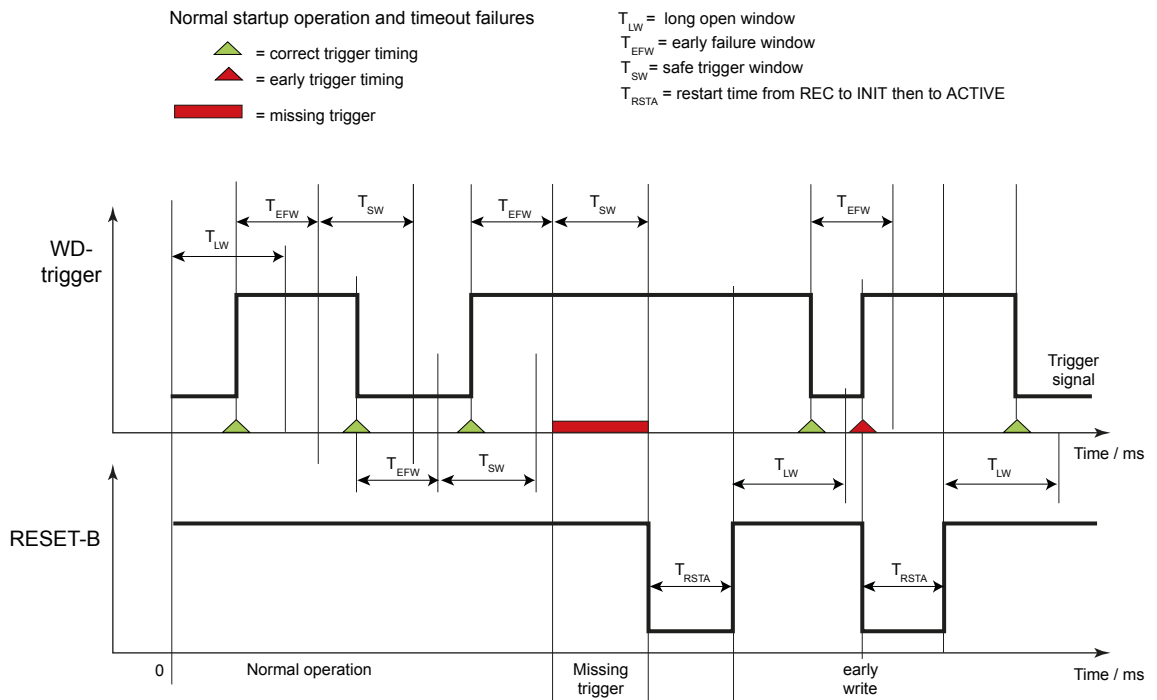 Normal startup operation and timeout failures
= correct trigger timing
= early trigger timing
= missing trigger
TLW = long open window
TEFW = early failure window
TSW = safe trigger window
TRSTA = restart time from REC to INIT then to ACTIVE
TEFW
TSW
TEFW
TSW
TEFW
TLW
WD-
trigger
Trigger
signal
Time / ms
TEFW
TSW
TLW
TLW
RESET-B
TRSTA
TRSTA
0
Normal operation
Missing
trigger
early
write
Time / ms